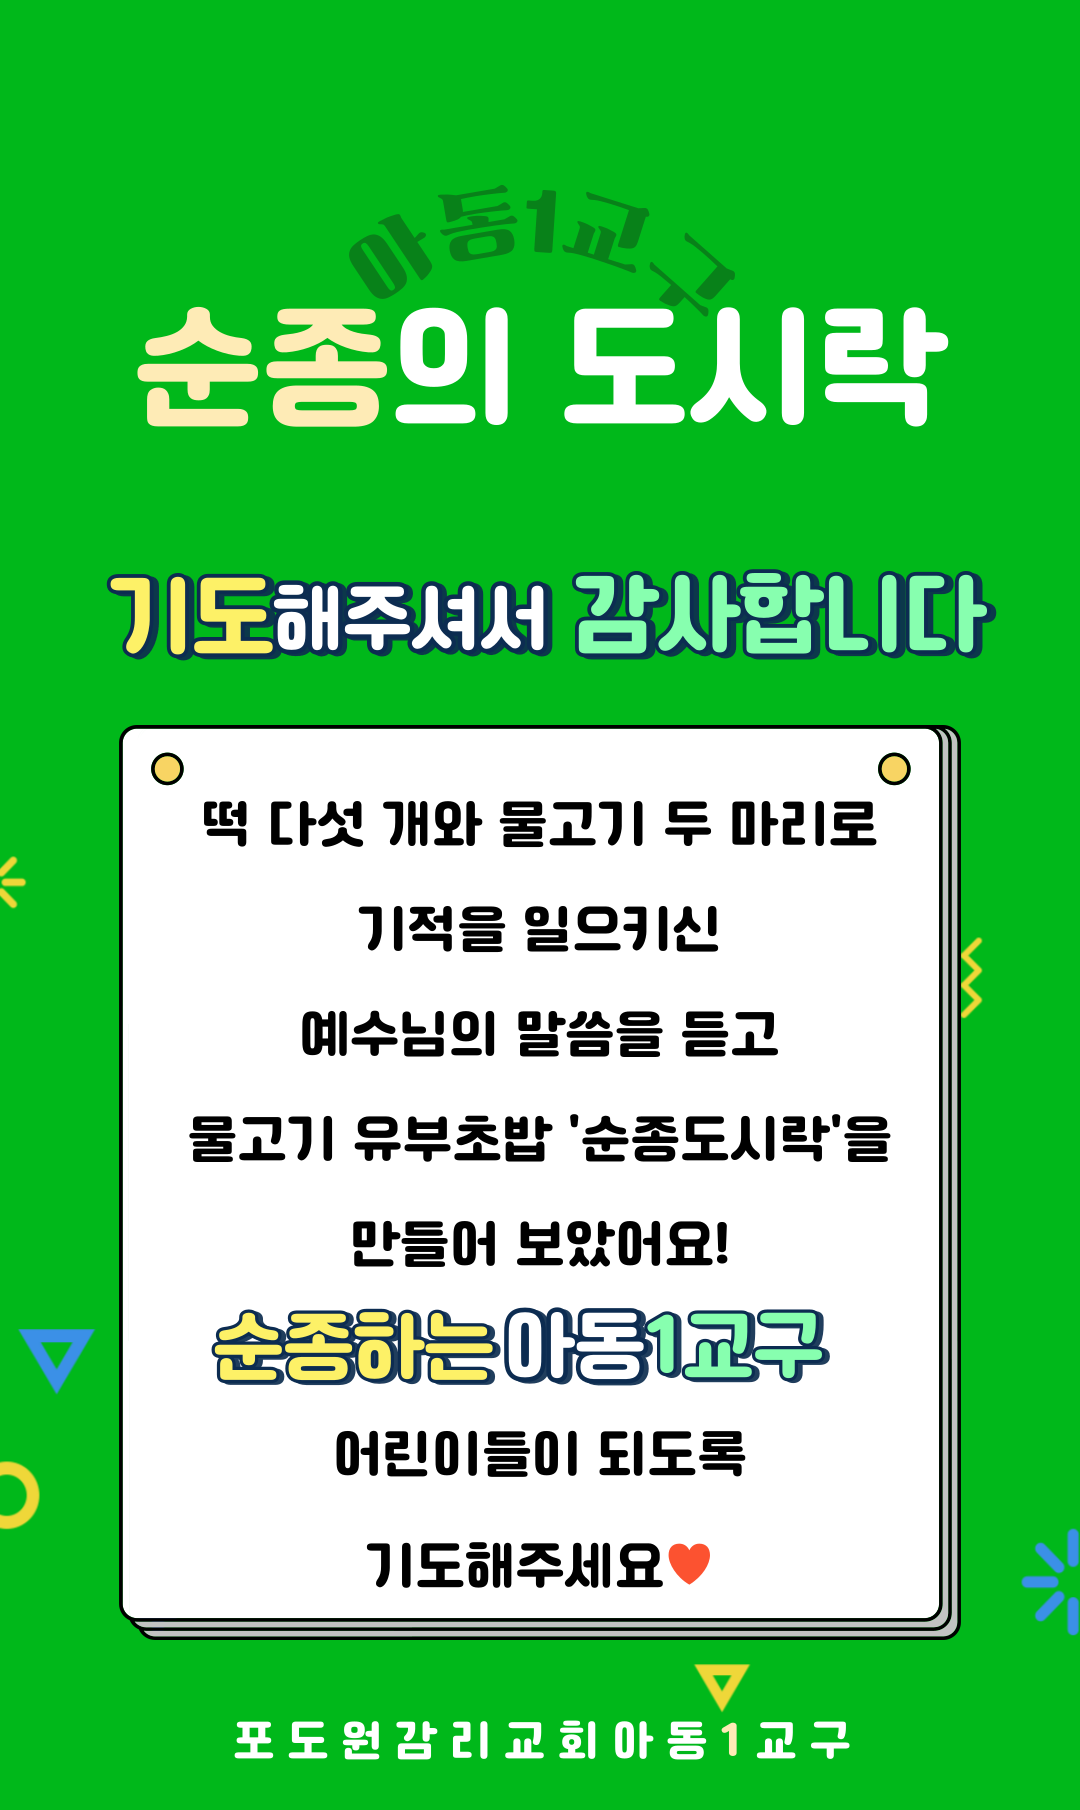 아동1교구
순종의 도시락
기도해주셔서 감사합니다
떡 다섯 개와 물고기 두 마리로
기적을 일으키신
예수님의 말씀을 듣고
물고기 유부초밥 '순종도시락'을
만들어 보았어요!
순종하는 아동1교구
어린이들이 되도록
기도해주세요
포도원감리교회아동1교구